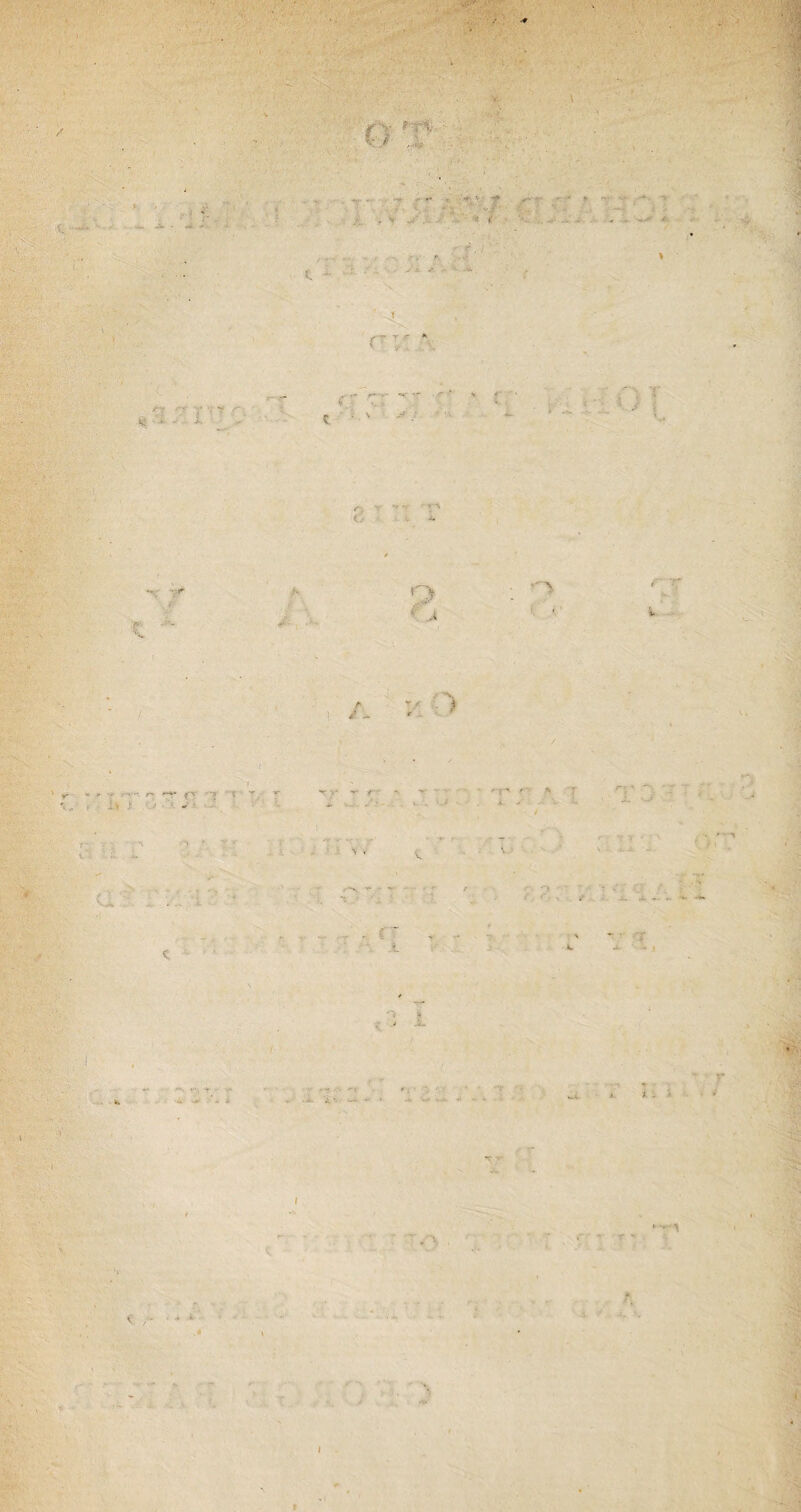 TO
SIR RICHARD WARWICK
BARONET,
AND
JOHN PARKER, ESQUIRE,
THIS
ESSAY,
ON A
SUBJECT INTERESTING
TO THE COUNTY, WHICH HAS THE
HAPPINESS OF BEING REPRESENTED
BY THEM IN PARLIAMENT,
IS,
WITH THE GREATEST RESPECT, INSCRIBED
BY
THEIR MOST OBEDIENT,
AND MOST HUMBLE SERVANT,
GEORGE BAKER.